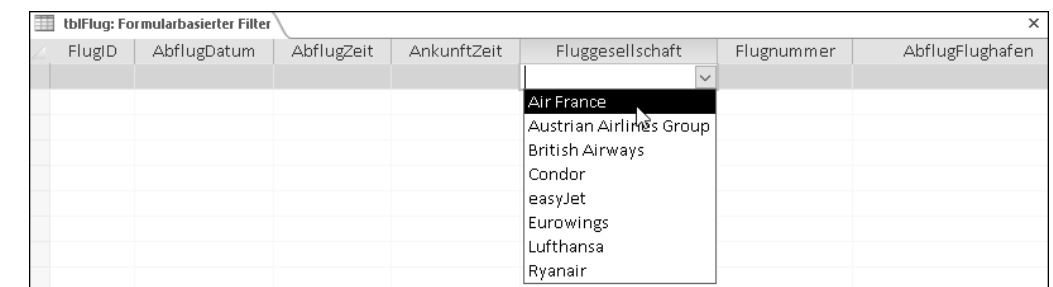 tblFlug: Formularbasierter Filter
FlugID AbflugDatum AbflugZeit AnkunftZeit Fluggesellschaft Flugnummer AbflugFlughafen
Air France
Austrian Airlines Group
British Airways
Condor
easyJet
Eurowings
Lufthansa
Ryanair